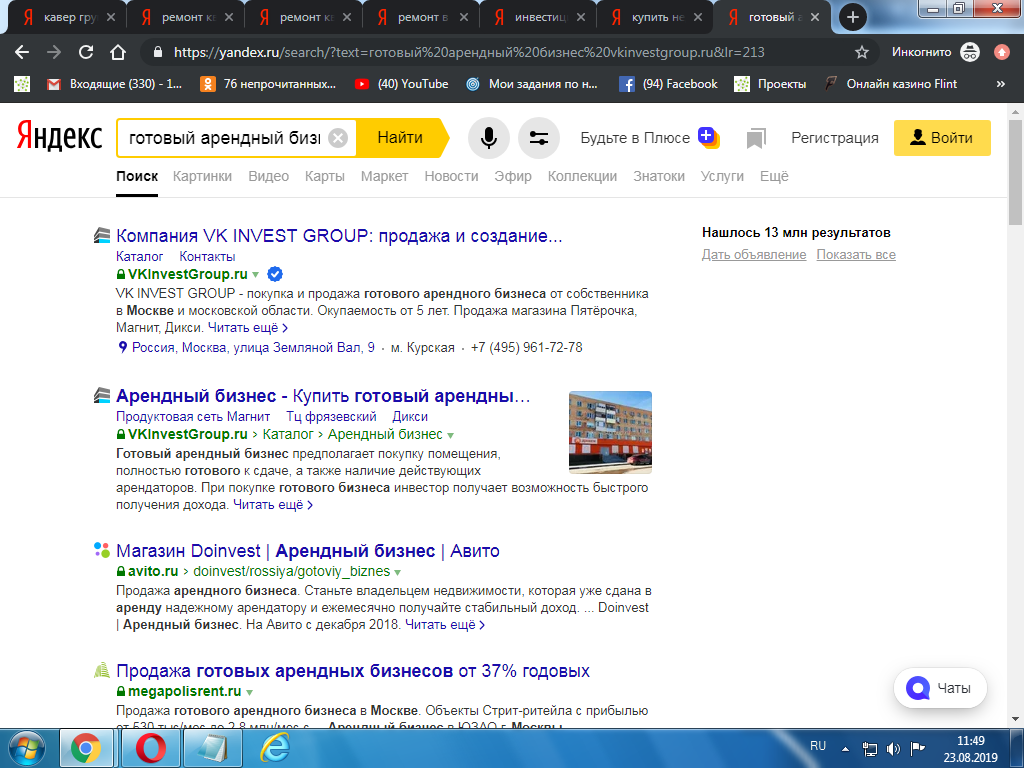 кавер гру
ремонт кв
ремонт кв
ремонт в
инвестиц
купить не
готовый а
https://yandex.ru/search/?text=готовый%20арендный%20бизнес%20vkinvestgroup.ru&lr=213
Инкогнито
Входящие (330) - 1...
76 непрочитанных...
(40) YouTube
Мои задания по н...
(94) Facebook
Проекты
Онлайн казино Flint
»
Яндекс
готовый арендный бизн
Найти
Будьте в Плюсе
Регистрация
Войти
Поиск Картинки Видео Карты Маркет Новости Эфир Коллекции Знатоки Услуги Ещё
Компания VK INVEST GROUP: продажа и создание...
Каталог Контакты
VKInvestGroup.ru
VK INVEST GROUP - покупка и продажа готового арендного бизнеса от собственника
в Москве и московской области. Окупаемость от 5 лет. Продажа магазина Пятёрочка,
Магнит, Дикси. Читать ещё >
Россия, Москва, улица Земляной Вал, 9 · м. Курская · +7 (495) 961-72-78
Нашлось 13 млн результатов
Дать объявление Показать все
Арендный бизнес - Купить готовый арендны...
Продуктовая сеть Магнит Тц фрязевский Дикси
VKInvestGroup.ru > Каталог > Арендный бизнес
Готовый арендный бизнес предполагает покупку помещения,
полностью готового к сдаче, а также наличие действующих
арендаторов. При покупке готового бизнеса инвестор получает возможность быстрого
получения дохода. Читать ещё >
Магазин Doinvest | Арендный бизнес | Авито
avito.ru > doinvest/rossiya/gotoviy_biznes
Продажа арендного бизнеса. Станьте владельцем недвижимости, которая уже сдана в
аренду надежному арендатору и ежемесячно получайте стабильный доход. ... Doinvest
| Арендный бизнес. На Авито с декабря 2018. Читать ещё >
Продажа готовых арендных бизнесов от 37% годовых
megapolisrent.ru
Продажа готового арендного бизнеса в Москве. Объекты Стрит-ритейла с прибылью
от 530 тыс/мес до 2,8 млн/мес с ... Арендный бизнес в ЮЗАО г. Москвы
Чаты
RU
11:49
23.08.2019